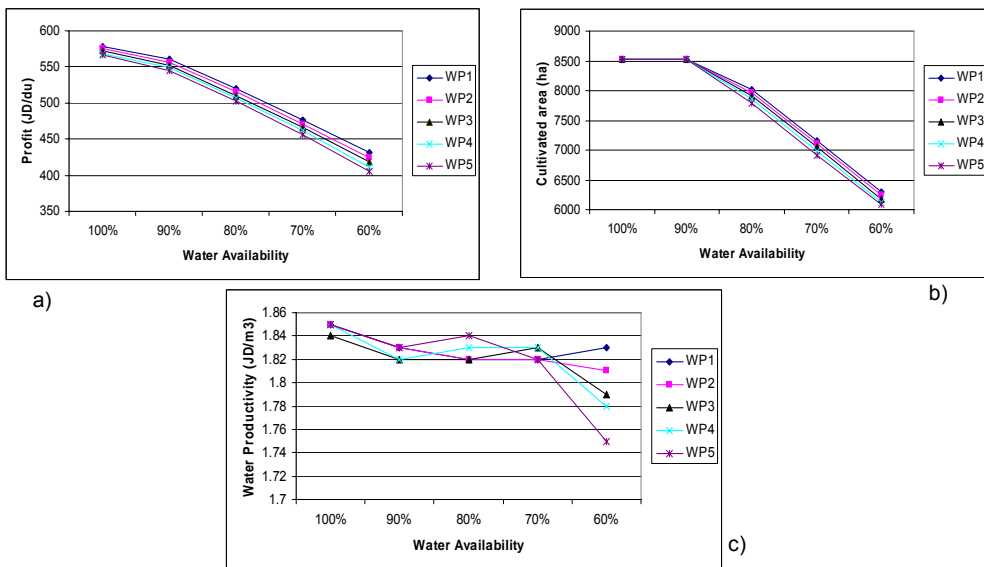 600
550
500
450
400
350
Profit (JD/du)
100% 90% 80% 70% 60%
Water Availability
WP1
WP2
WP3
WP4
WP5
a)
9000
8500
8000
7500
7000
6500
6000
Cultivated area (ha)
100% 90% 80% 70% 60%
Water Availability
WP1
WP2
WP3
WP4
WP5
b)
1.86
1.84
1.82
1.8
1.78
1.76
1.74
1.72
1.7
Water Productivity (JD/m3)
100% 90% 80% 70% 60%
Water Availability
WP1
WP2
WP3
WP4
WP5
c)